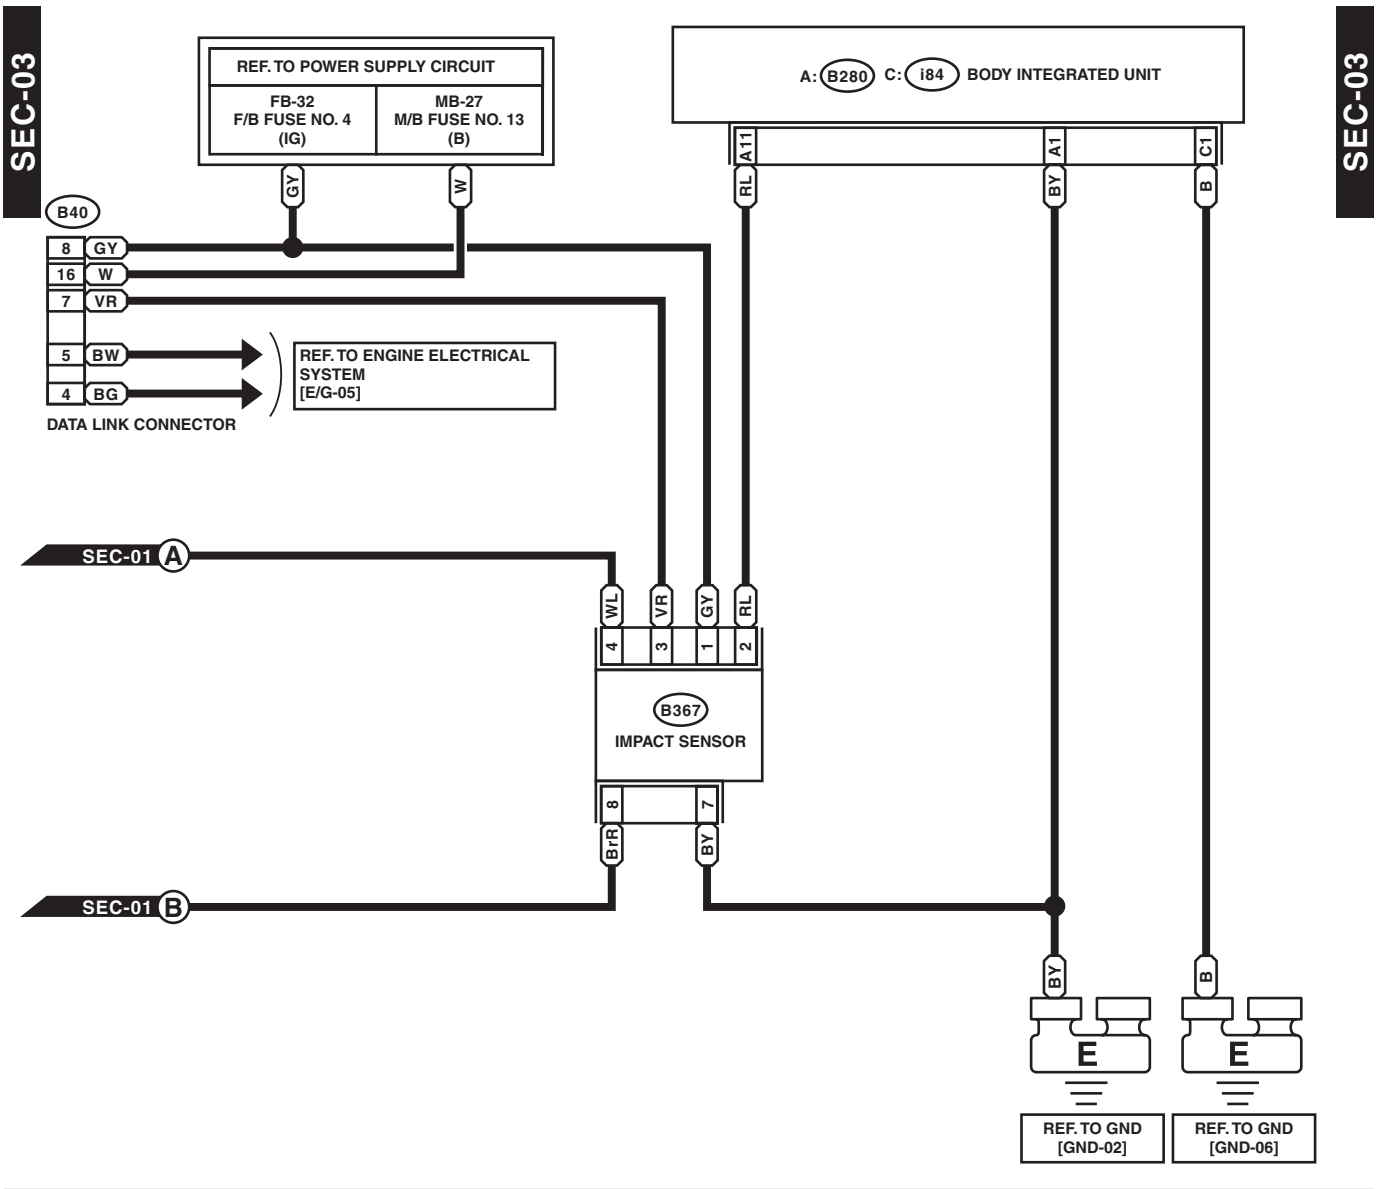 SEC-03
SEC-03
REF. TO POWER SUPPLY CIRCUIT
FB-32
F/B FUSE NO. 4
(IG)
MB-27
M/B FUSE NO. 13
(B)
A: B280 C: i84 BODY INTEGRATED UNIT
A11
A1
C1
GY
W
RL
BY
B
B40
8 GY
16 W
7 VR
5 BW
4 BG
DATA LINK CONNECTOR
REF. TO ENGINE ELECTRICAL
SYSTEM
[E/G-05]
SEC-01 A
WL
VR
GY
RL
4
3
1
2
B367
IMPACT SENSOR
8
7
BrR
BY
SEC-01 B
BY
B
E
E
REF. TO GND
[GND-02]
REF. TO GND
[GND-06]